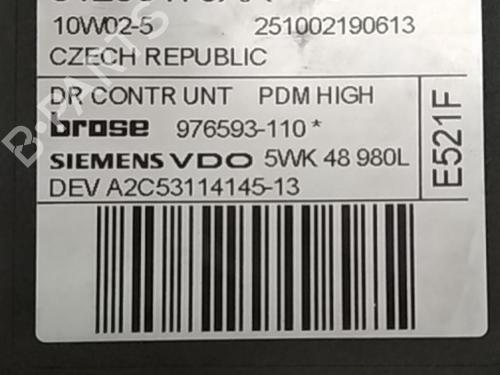 10W02-5 251002190613
CZECH REPUBLIC
DR CONTR UNT PDM HIGH
brose 976593-110*
SIEMENS VDO 5WK 48 980L
DEV A2C53114145-13
E521F
B-PARTS